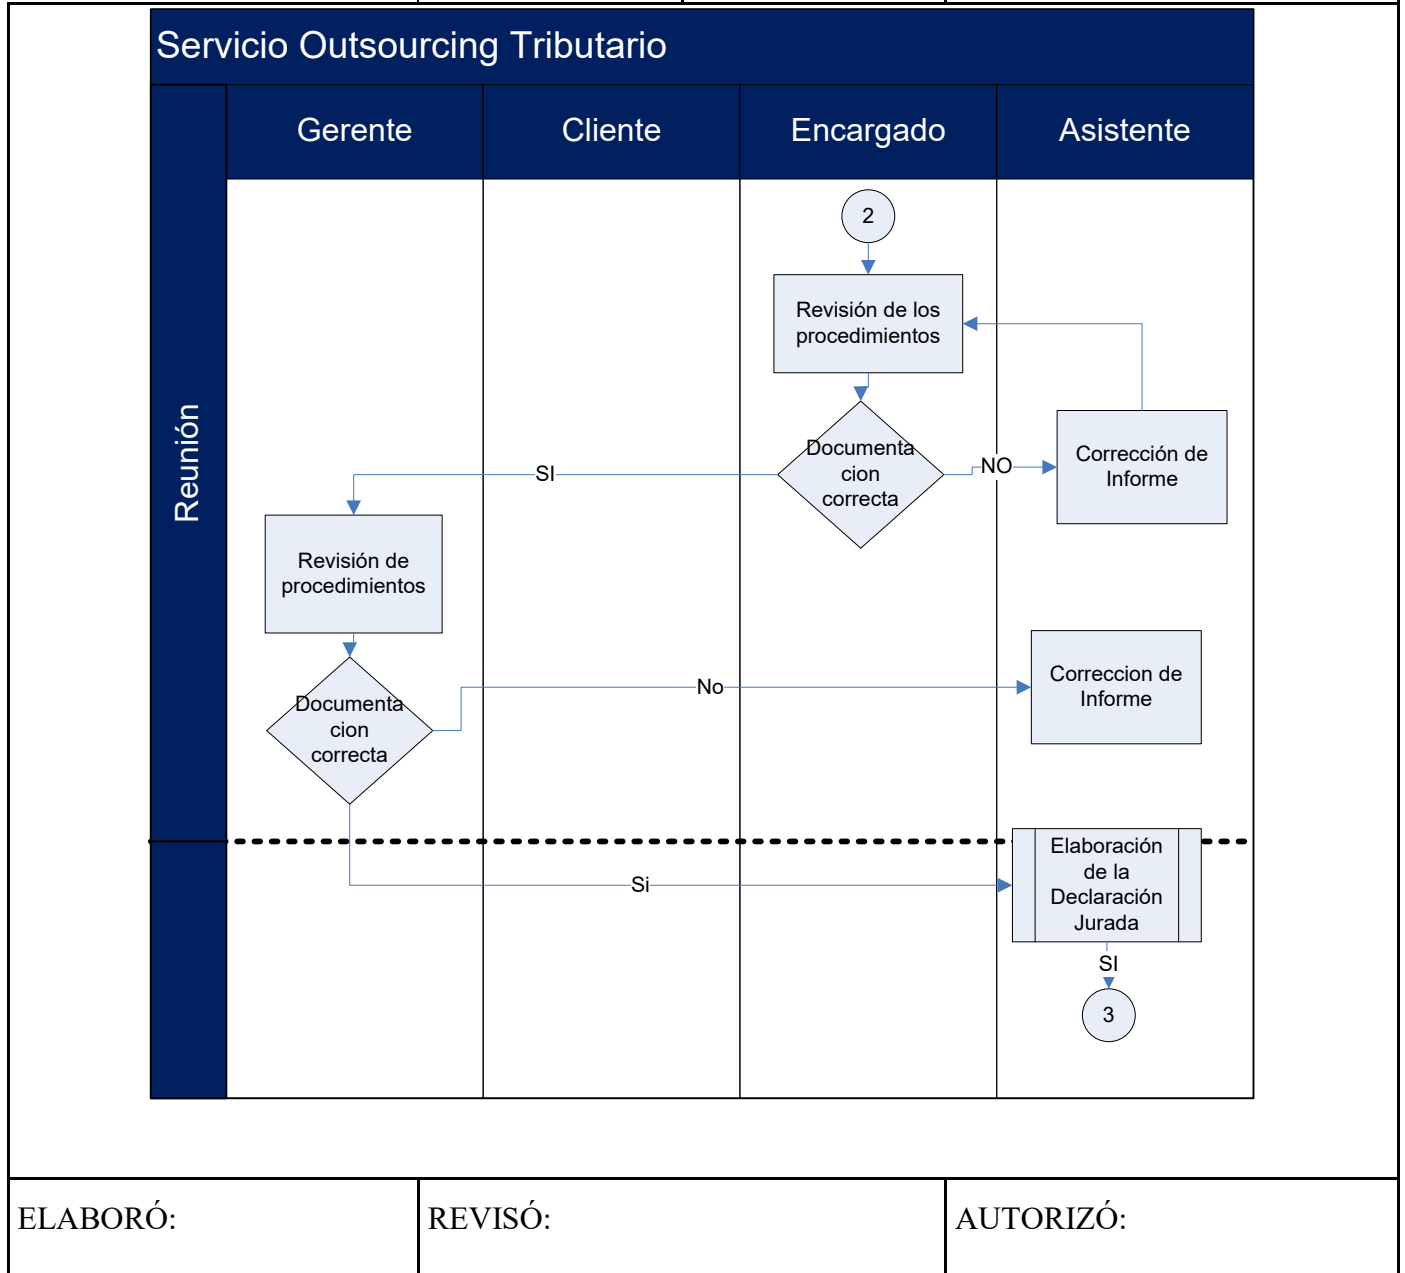 Servicio Outsourcing Tributario
Gerente
Cliente
Encargado
Asistente
Reunión
2
Revisión de los
procedimientos
Documenta
cion
correcta
NO
Corrección de
Informe
SI
Revisión de
procedimientos
Documenta
cion
correcta
No
Correccion de
Informe
Si
Elaboración
de la
Declaración
Jurada
SI
3
ELABORÓ:
REVISÓ:
AUTORIZÓ: